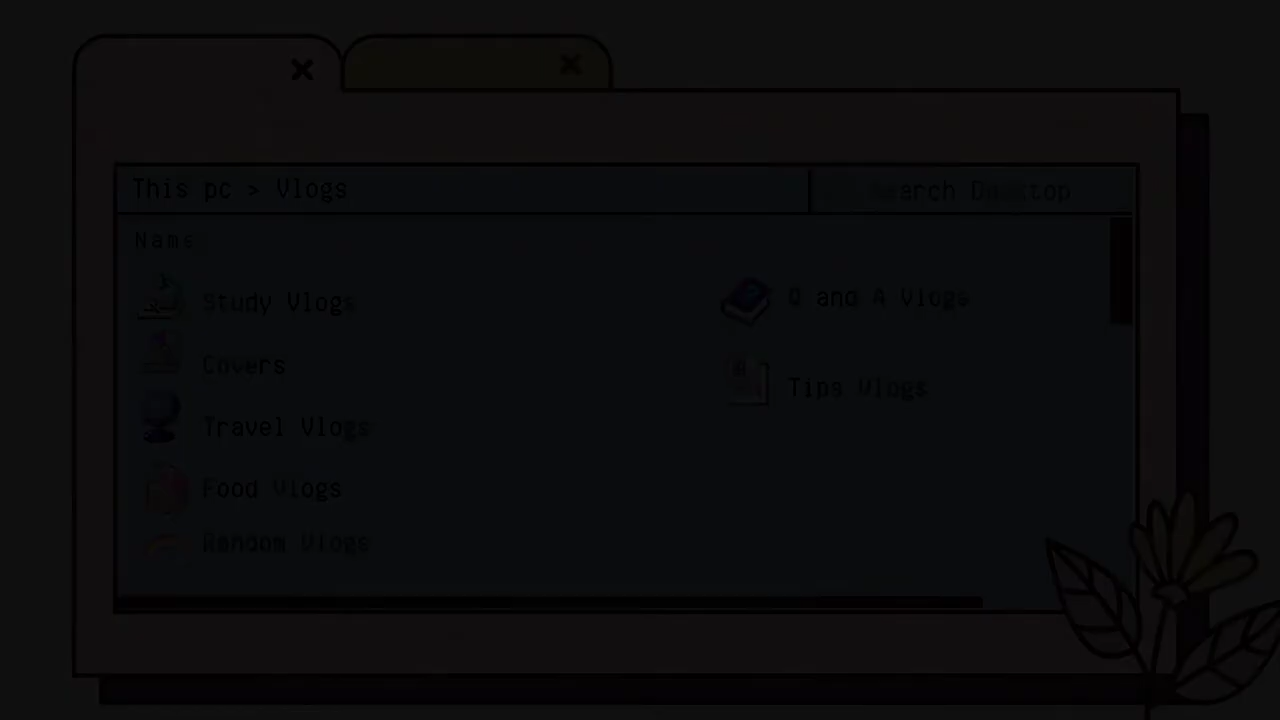 This pc > Vlogs
Search Desktop
Name
Study Vlogs
Covers
Travel Vlogs
Food Vlogs
Random Vlogs
Q and A Vlogs
Tips Vlogs